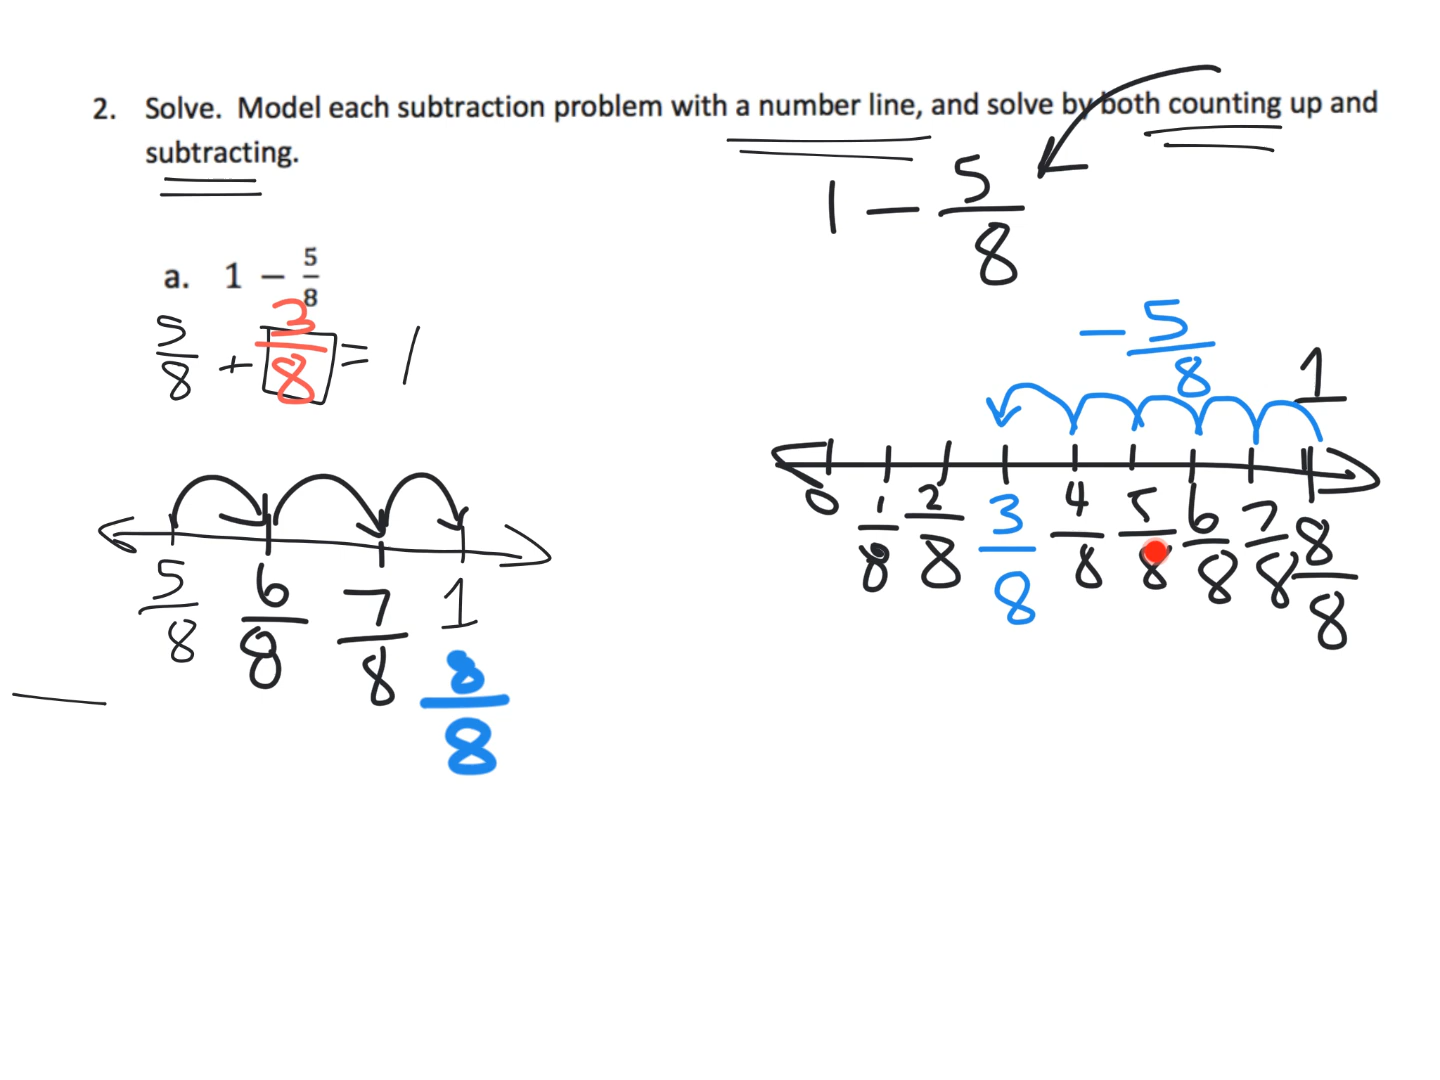 2. Solve. Model each subtraction problem with a number line, and solve by both counting up and
subtracting.
1 - 5/8
a. 1 − 5/8
5/8 + 3/8 = 1
- 5/8
1
0 1/8 2/8 3/8 4/8 5/8 6/8 7/8 8/8
5/8 6/8 7/8 1
8/8